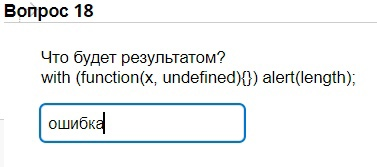 Вопрос 18
Что будет результатом?
with (function(x, undefined){}) alert(length);
ошибка